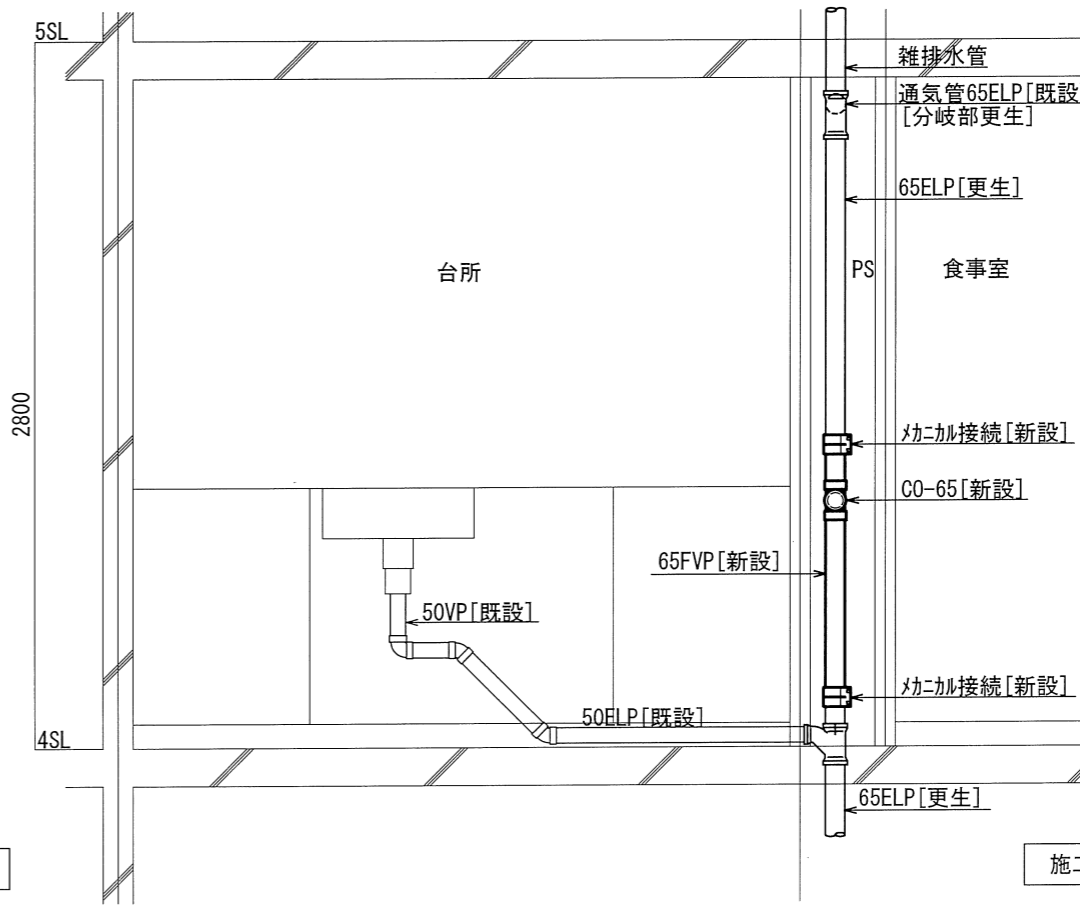 5SL
雑排水管
通気管65ELP[既設
[分岐部更生]
65ELP[更生]
台所
PS
食事室
2800
ﾒｶﾆｶﾙ接続[新設]
CO-65[新設]
65FVP[新設]
50VP[既設]
ﾒｶﾆｶﾙ接続[新設]
50ELP[既設]
4SL
65ELP[更生]
施